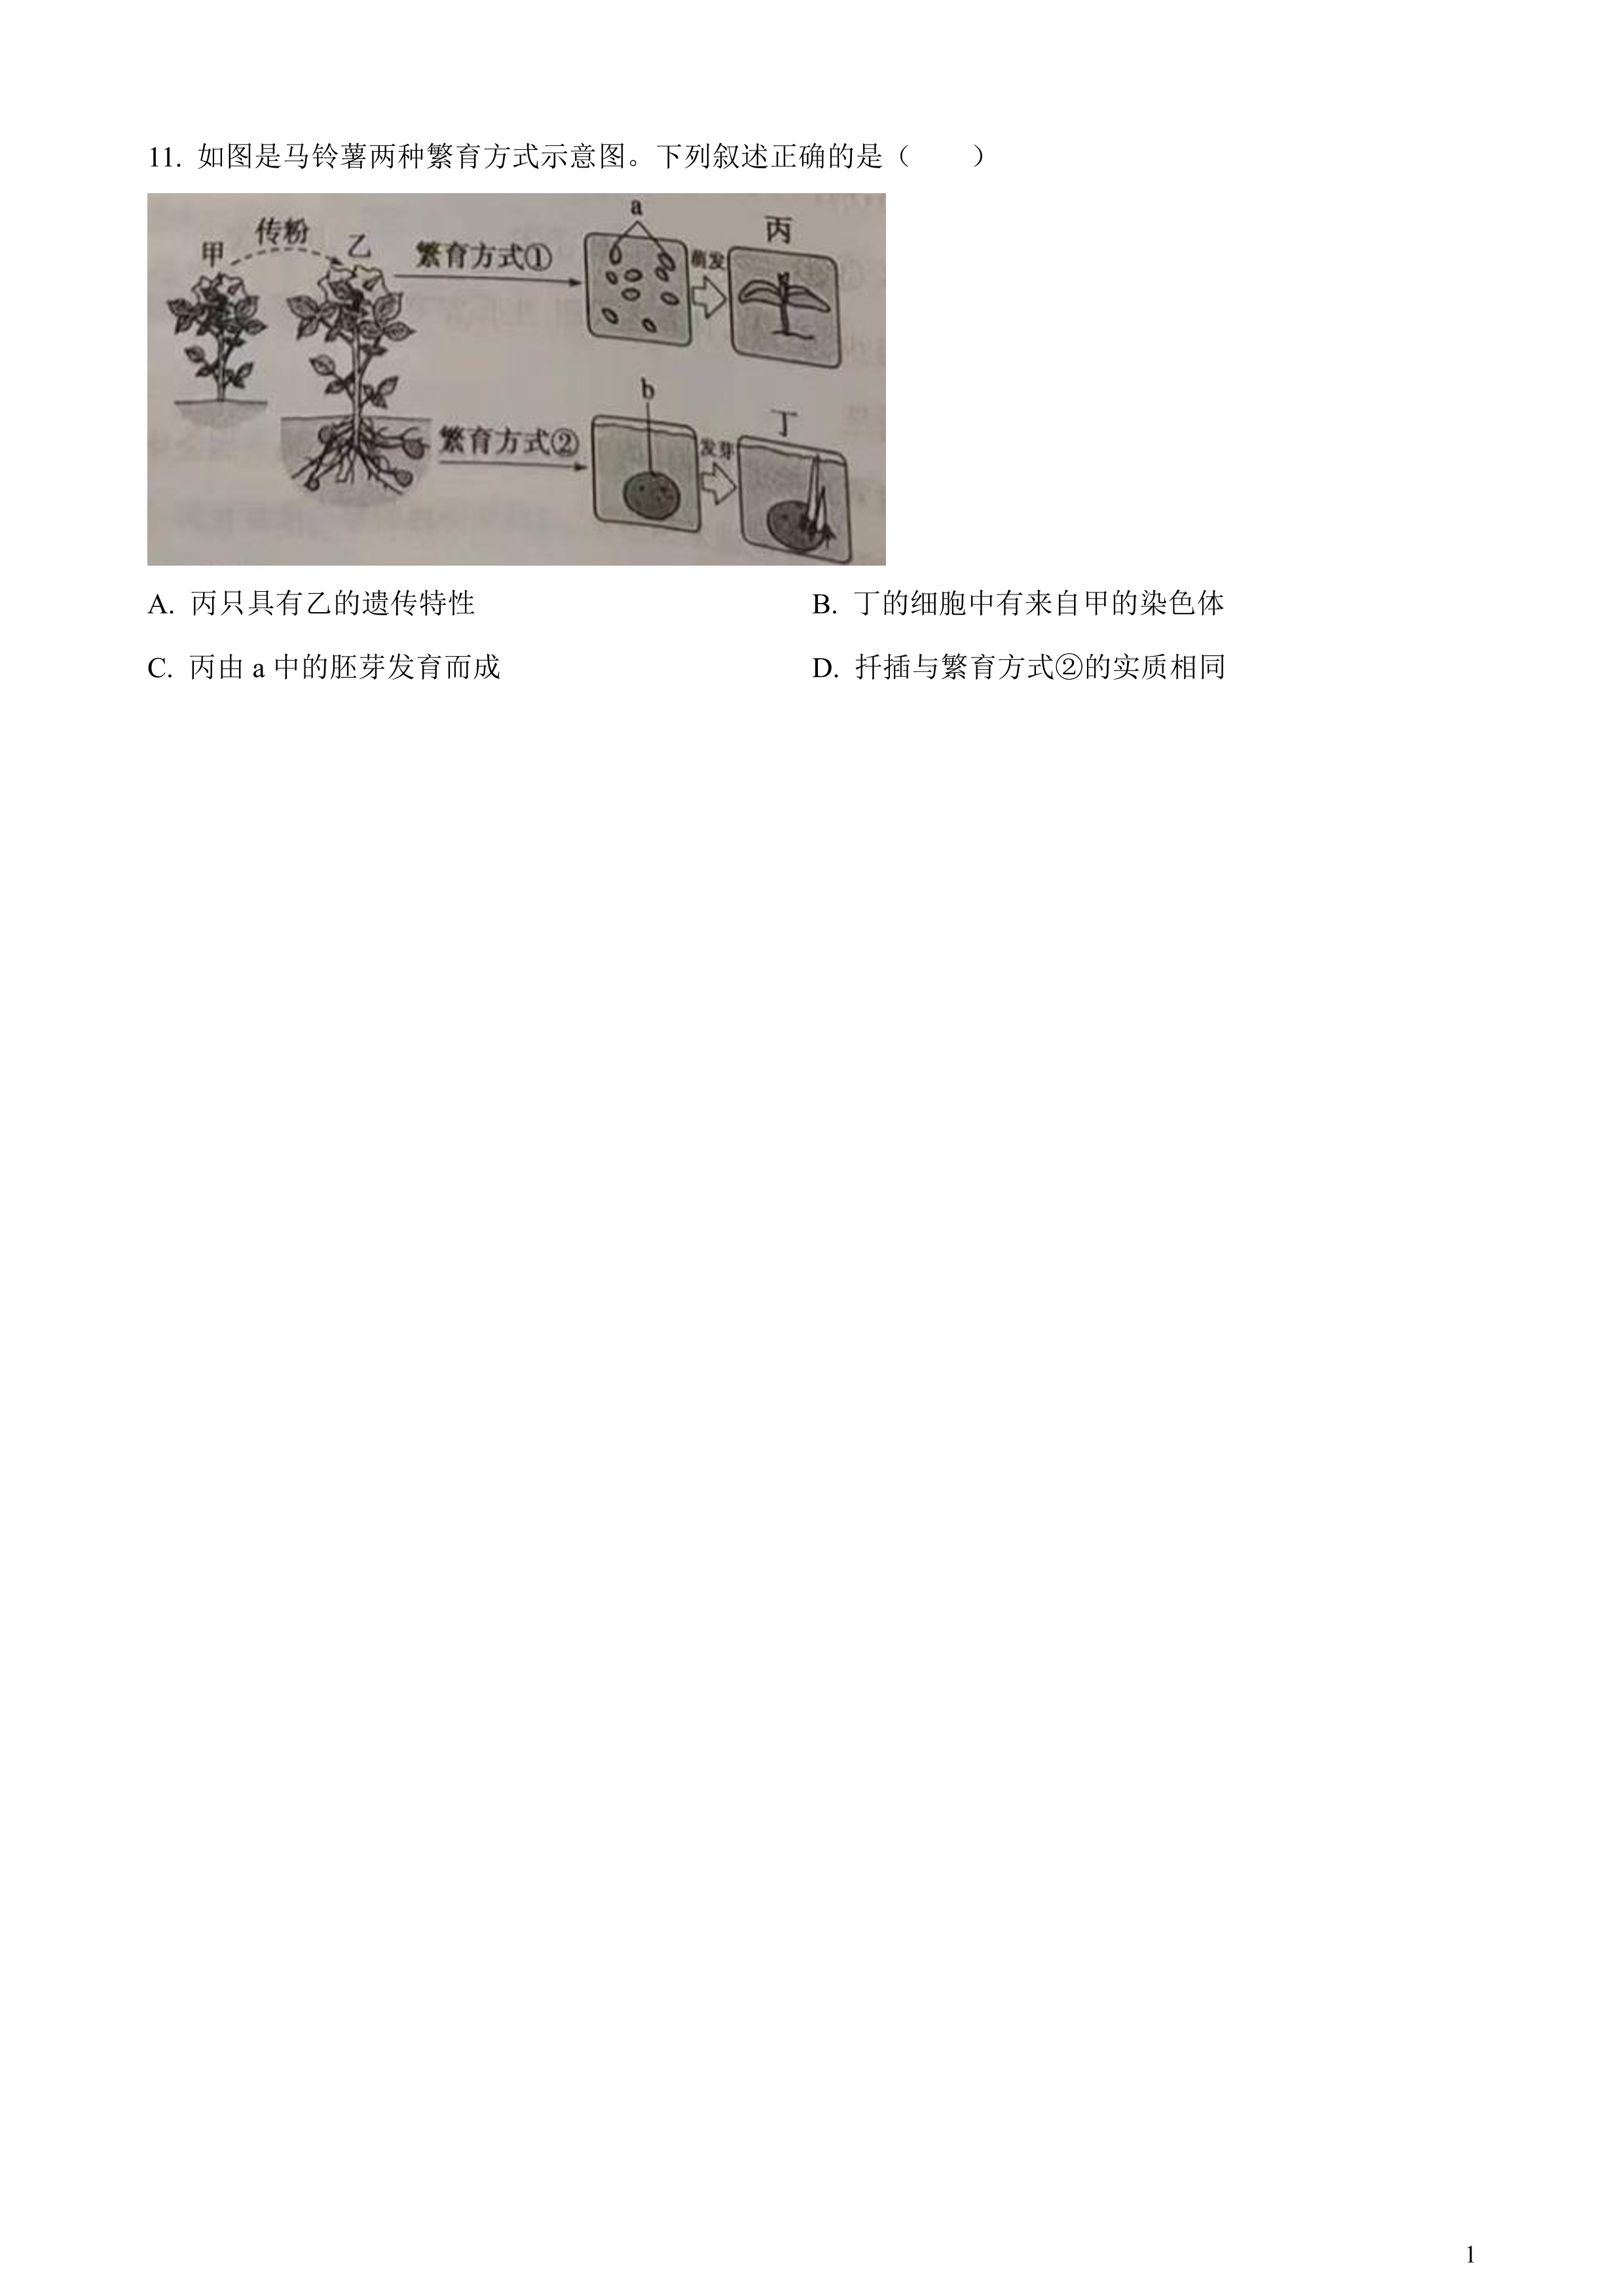 11. 如图是马铃薯两种繁育方式示意图。下列叙述正确的是（　　）
a
丙
传粉
甲
乙
繁育方式①
萌发
b
丁
繁育方式②
发芽
A. 丙只具有乙的遗传特性
B. 丁的细胞中有来自甲的染色体
C. 丙由 a 中的胚芽发育而成
D. 扦插与繁育方式②的实质相同
1